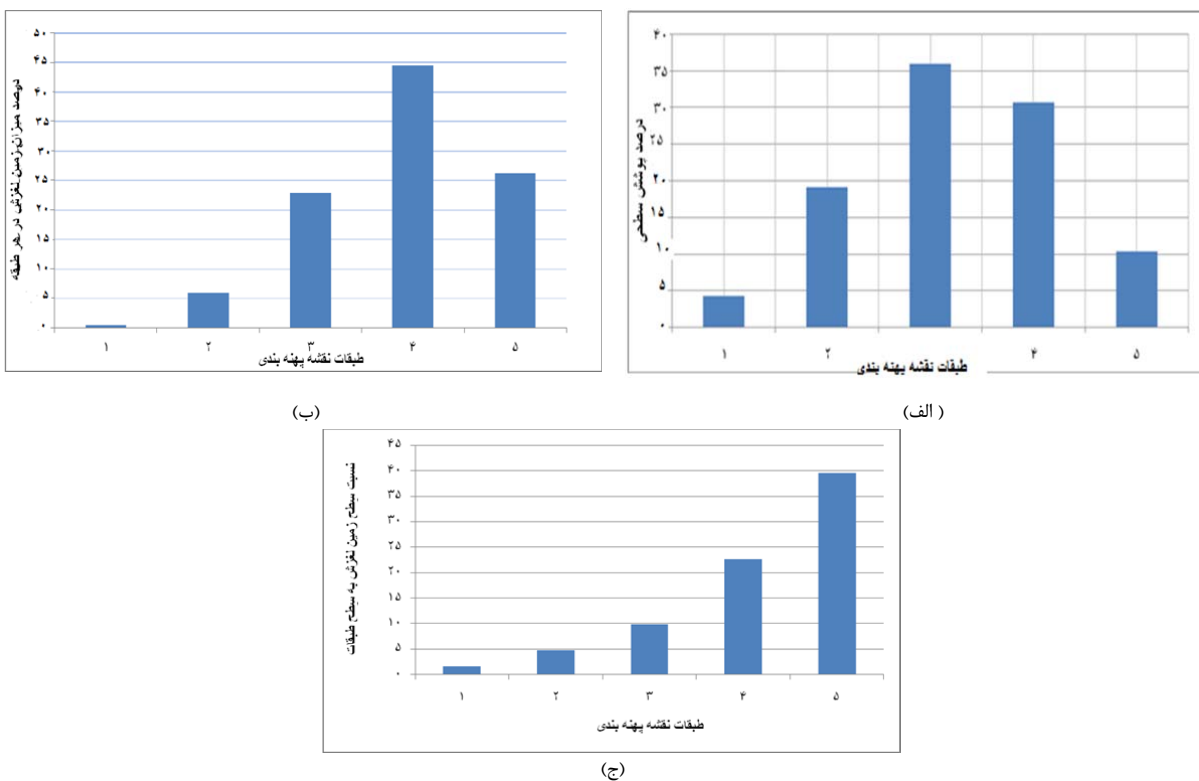 درصد پوشش سطحی
۴۰
۳۵
۳۰
۲۵
۲۰
۱۵
۱۰
۵
۰
۱ ۲ ۳ ۴ ۵
طبقات نقشه پهنه بندی
( الف)
درصد میزان زمین لغزش در هر طبقه
۵۰
۴۵
۴۰
۳۵
۳۰
۲۵
۲۰
۱۵
۱۰
۵
۰
۱ ۲ ۳ ۴ ۵
طبقات نقشه پهنه بندی
(ب)
نسبت سطح زمین لغزش به سطح طبقات
۴۵
۴۰
۳۵
۳۰
۲۵
۲۰
۱۵
۱۰
۵
۰
۱ ۲ ۳ ۴ ۵
طبقات نقشه پهنه بندی
(ج)